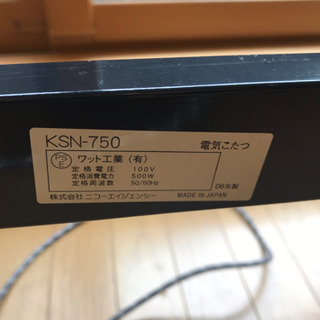 KSN-750 電気こたつ
PSE ワット工業(有)
定格電圧 100V
定格消費電力 500W
定格周波数 50/60Hz 06年製
株式会社ニコーエイジェンシー MADE IN JAPAN